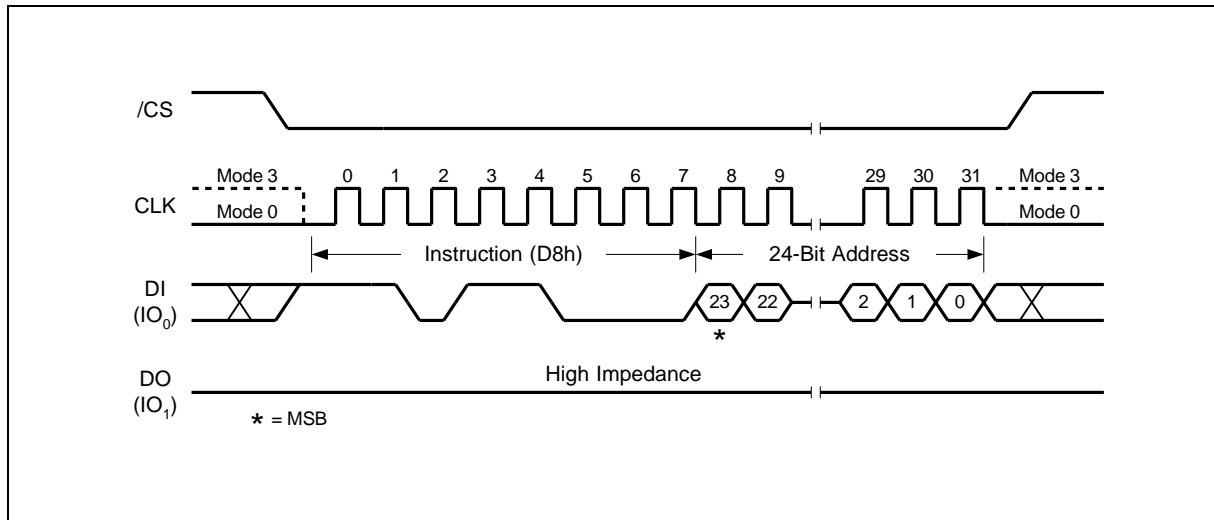 /CS
Mode 3 0 1 2 3 4 5 6 7 8 9 29 30 31 Mode 3
CLK
Mode 0 Mode 0
Instruction (D8h) 24-Bit Address
DI
(IO0) 23 22 2 1 0
*
DO High Impedance
(IO1)
* = MSB